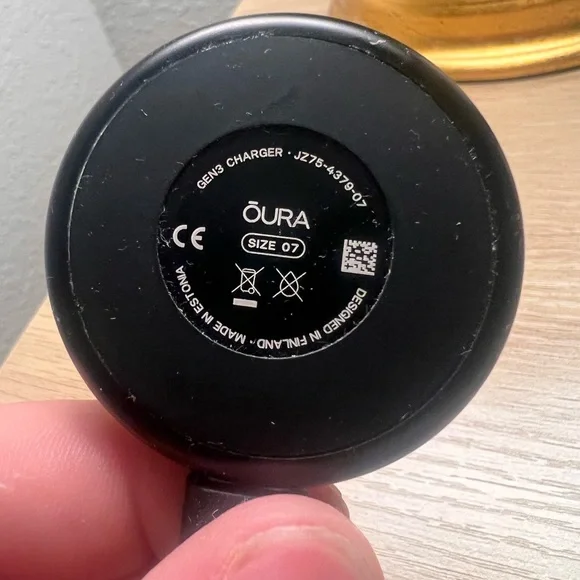 GEN3 CHARGER · JZ75-4379-07
ŌURA
SIZE 07
CE
DESIGNED IN FINLAND · MADE IN ESTONIA